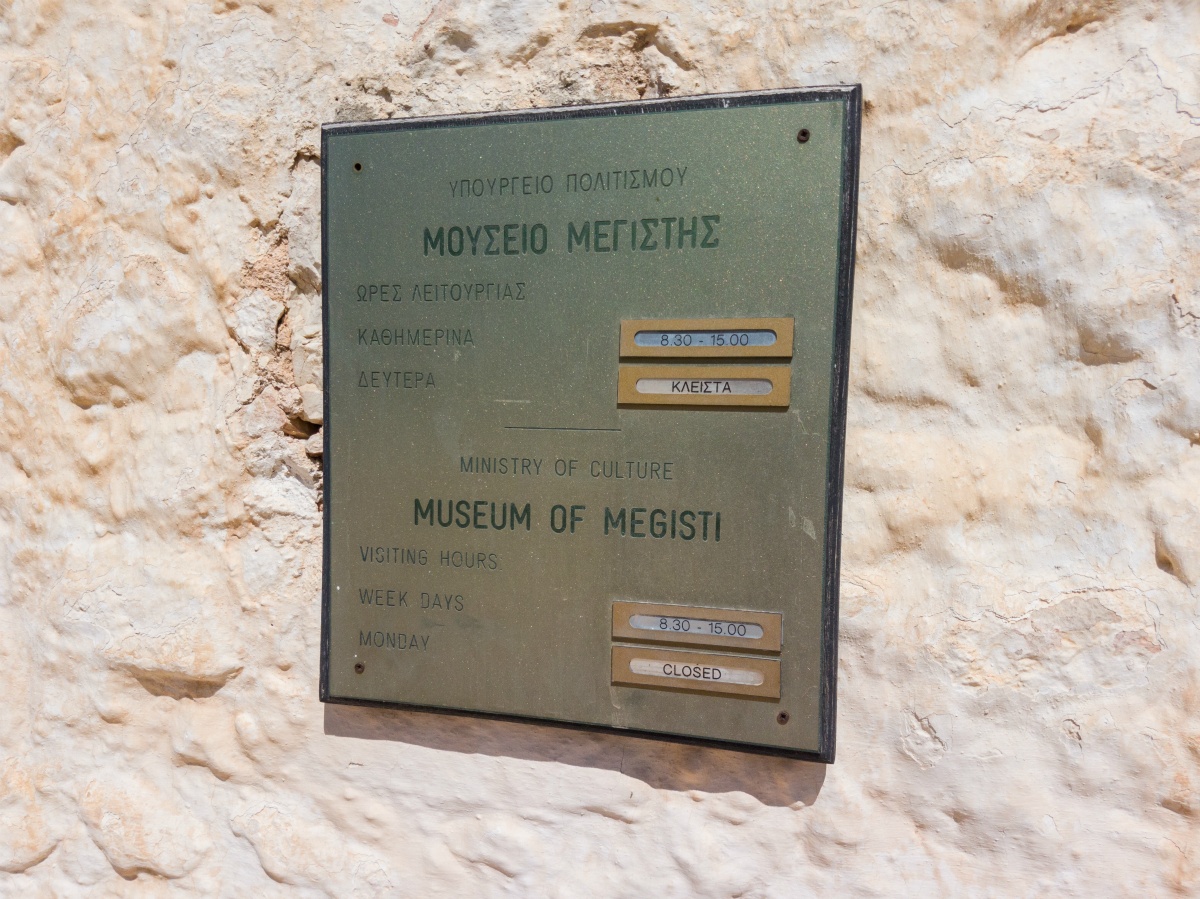 ΥΠΟΥΡΓΕΙΟ ΠΟΛΙΤΙΣΜΟΥ
ΜΟΥΣΕΙΟ ΜΕΓΙΣΤΗΣ
ΩΡΕΣ ΛΕΙΤΟΥΡΓΙΑΣ
ΚΑΘΗΜΕΡΙΝΑ 8.30 - 15.00
ΔΕΥΤΕΡΑ ΚΛΕΙΣΤΑ
MINISTRY OF CULTURE
MUSEUM OF MEGISTI
VISITING HOURS
WEEK DAYS 8.30 - 15.00
MONDAY CLOSED